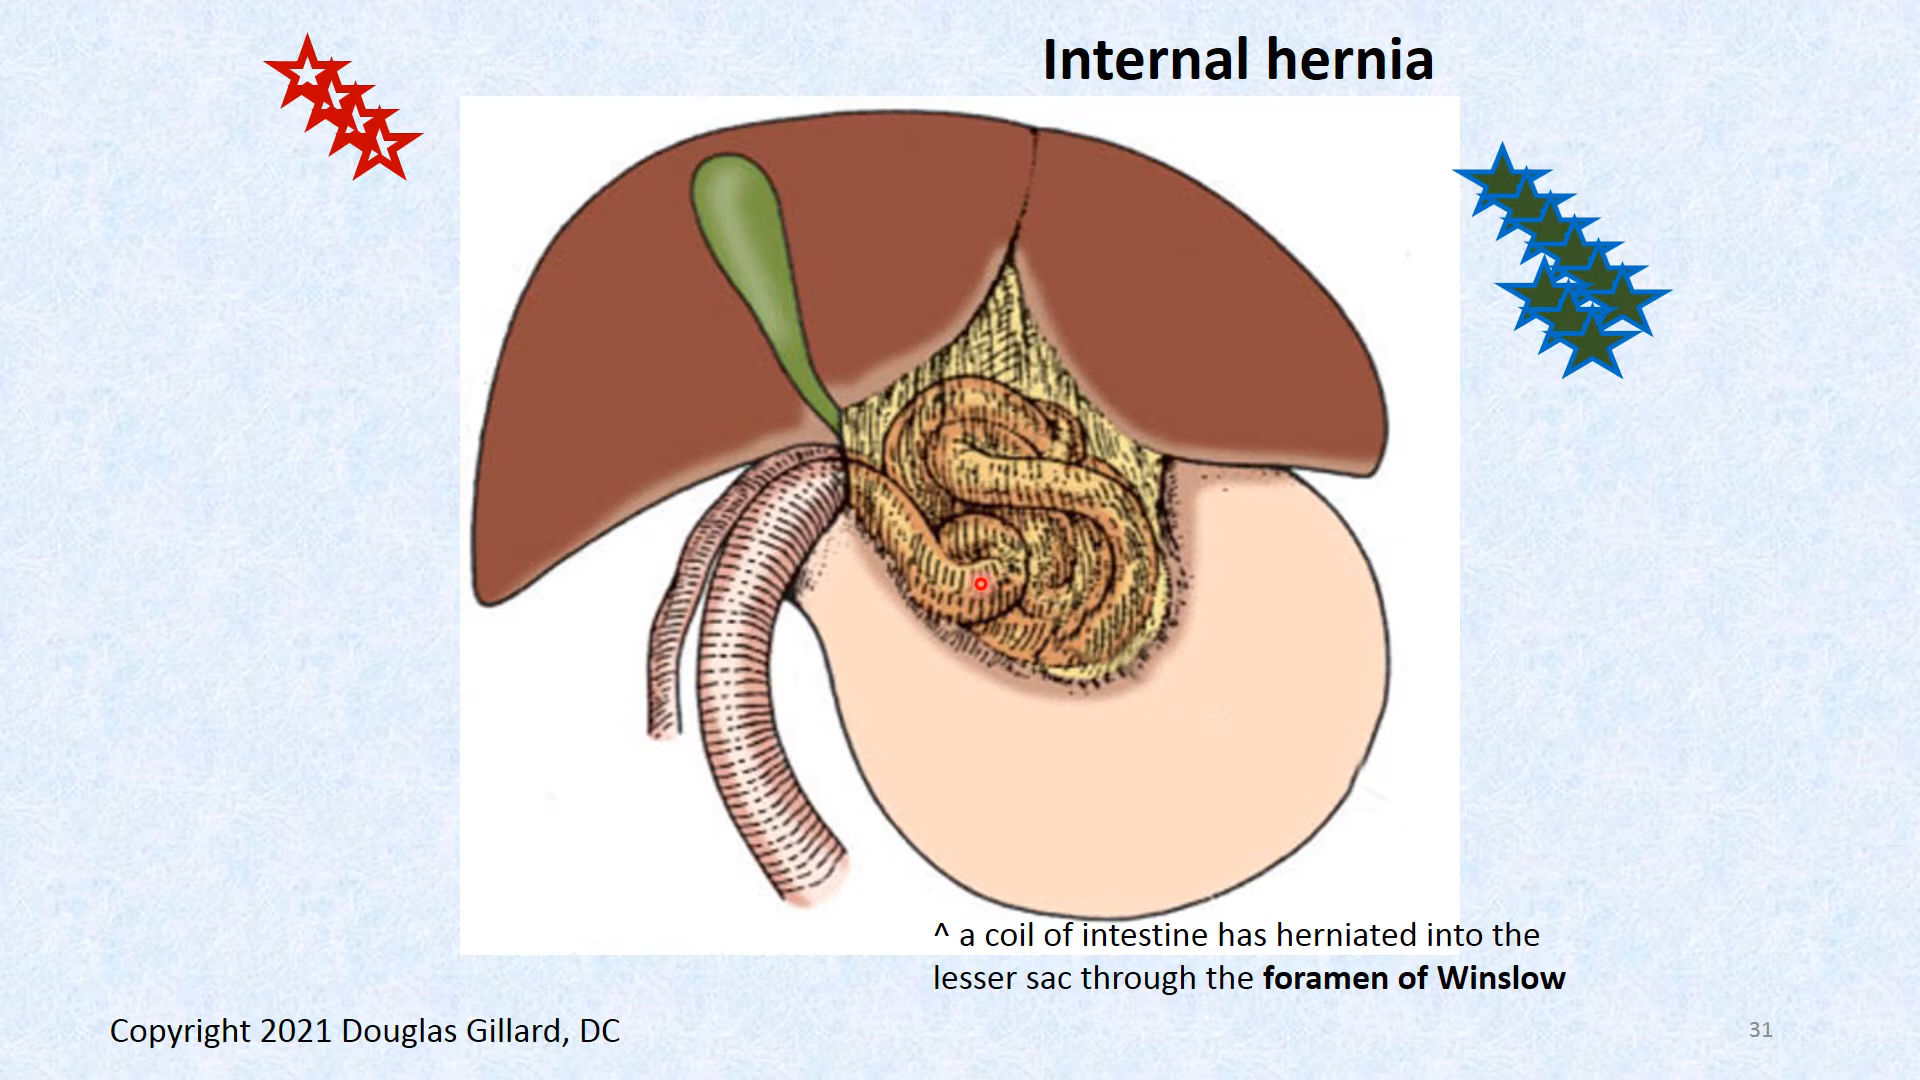 Internal hernia
^ a coil of intestine has herniated into the
lesser sac through the foramen of Winslow
Copyright 2021 Douglas Gillard, DC
31